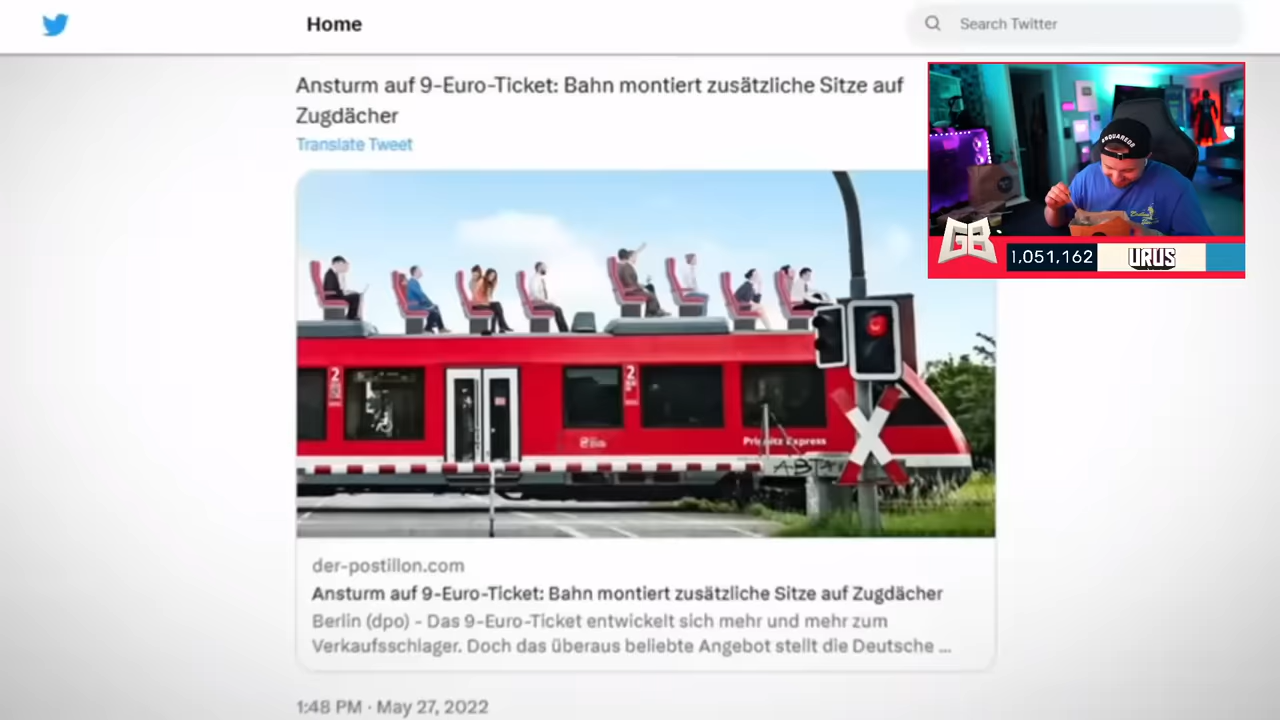 Home
Search Twitter
Ansturm auf 9-Euro-Ticket: Bahn montiert zusätzliche Sitze auf
Zugdächer
Translate Tweet
DSQUARED2
GB
1,051,162
URUS
2
2
der-postillon.com
Ansturm auf 9-Euro-Ticket: Bahn montiert zusätzliche Sitze auf Zugdächer
Berlin (dpo) - Das 9-Euro-Ticket entwickelt sich mehr und mehr zum
Verkaufsschlager. Doch das überaus beliebte Angebot stellt die Deutsche ...
1:48 PM · May 27, 2022